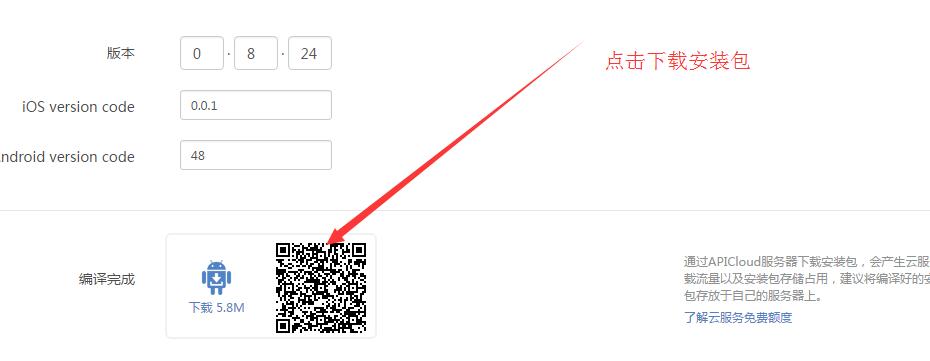 版本
0 · 8 · 24
点击下载安装包
iOS version code
0.0.1
ndroid version code
48
编译完成
下载 5.8M
通过APICloud服务器下载安装包，会产生云服
载流量以及安装包存储占用，建议将编译好的安
包存放于自己的服务器上。
了解云服务免费额度